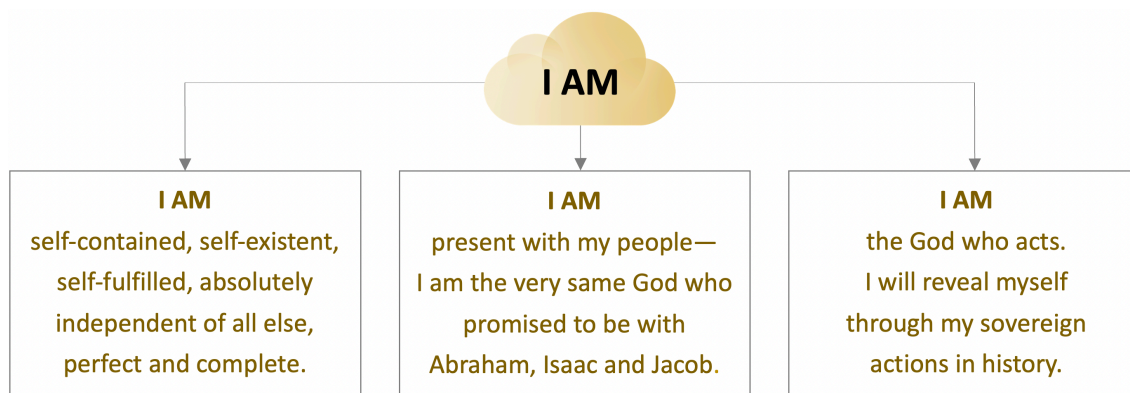 I AM
I AM
self-contained, self-existent,
self-fulfilled, absolutely
independent of all else,
perfect and complete.
I AM
present with my people—
I am the very same God who
promised to be with
Abraham, Isaac and Jacob.
I AM
the God who acts.
I will reveal myself
through my sovereign
actions in history.